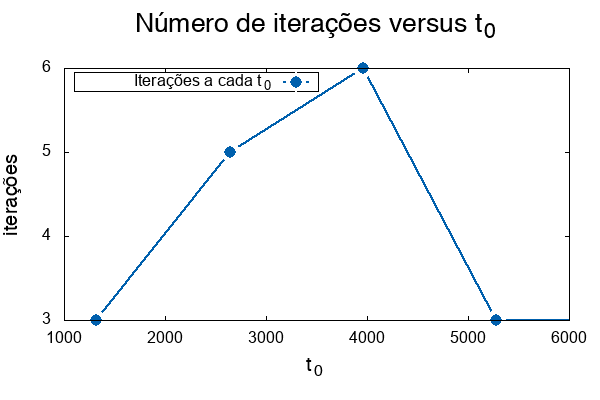 Número de iterações versus t₀
6
Iterações a cada t₀
5
4
3
iterações
1000 2000 3000 4000 5000 6000
t₀